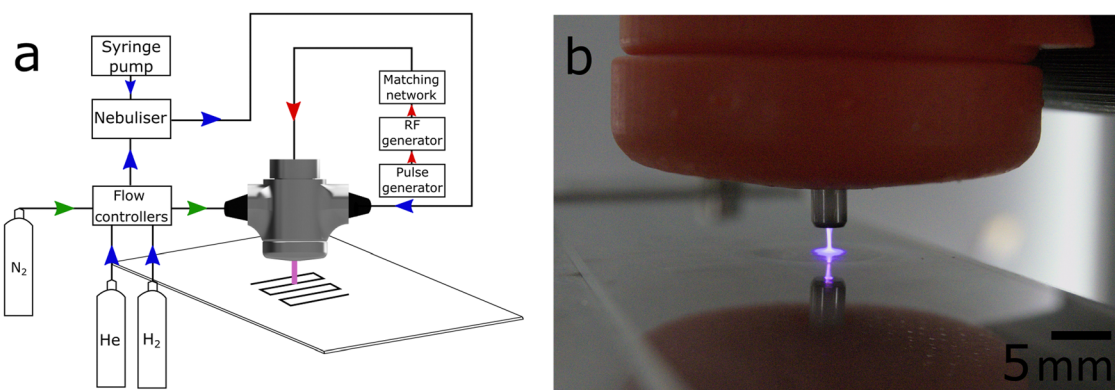 a
Syringe
pump
Nebuliser
Flow
controllers
N2
He
H2
Matching
network
RF
generator
Pulse
generator
b
5 mm